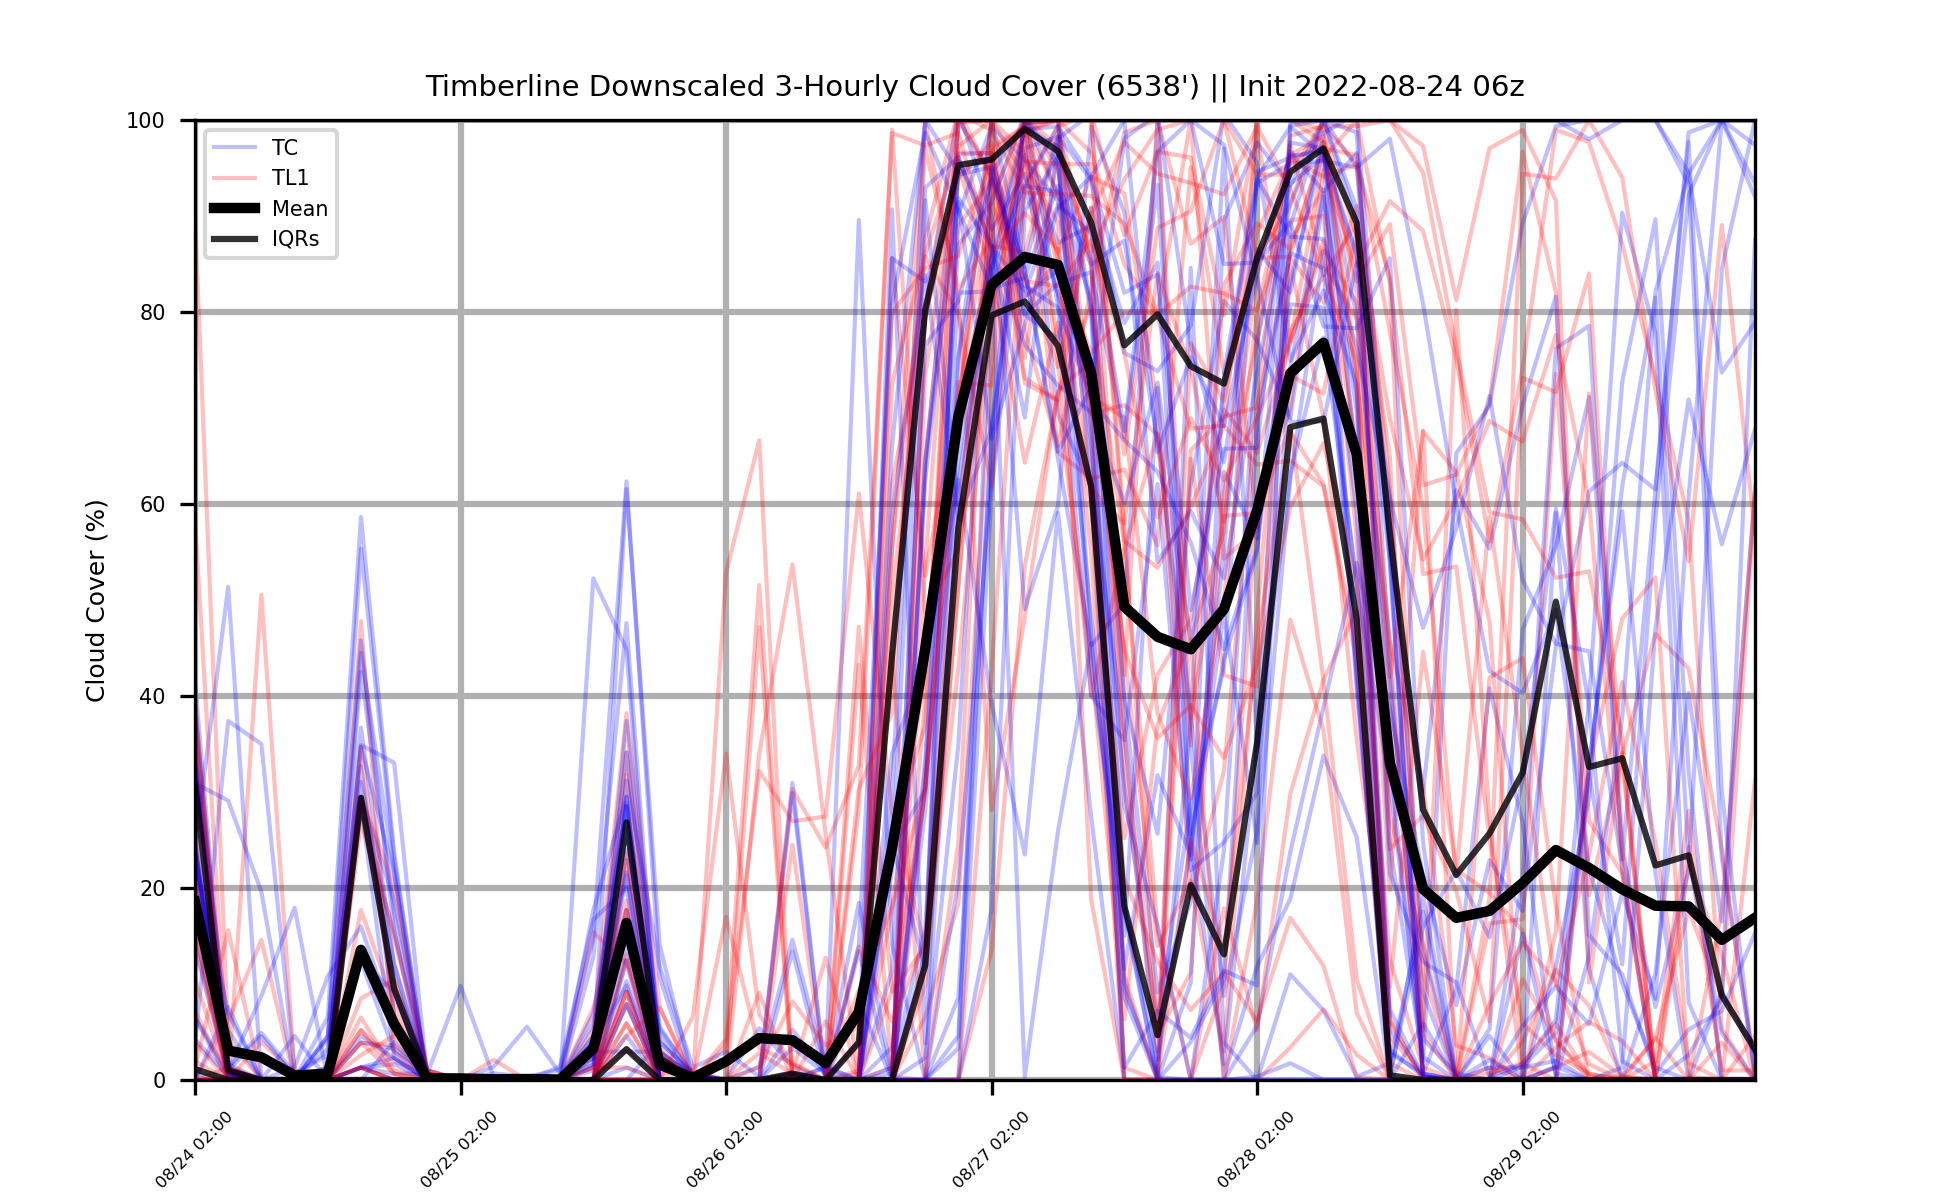 Timberline Downscaled 3-Hourly Cloud Cover (6538') || Init 2022-08-24 06z
100
80
60
40
20
0
Cloud Cover (%)
TC
TL1
Mean
IQRs
08/24 02:00
08/25 02:00
08/26 02:00
08/27 02:00
08/28 02:00
08/29 02:00